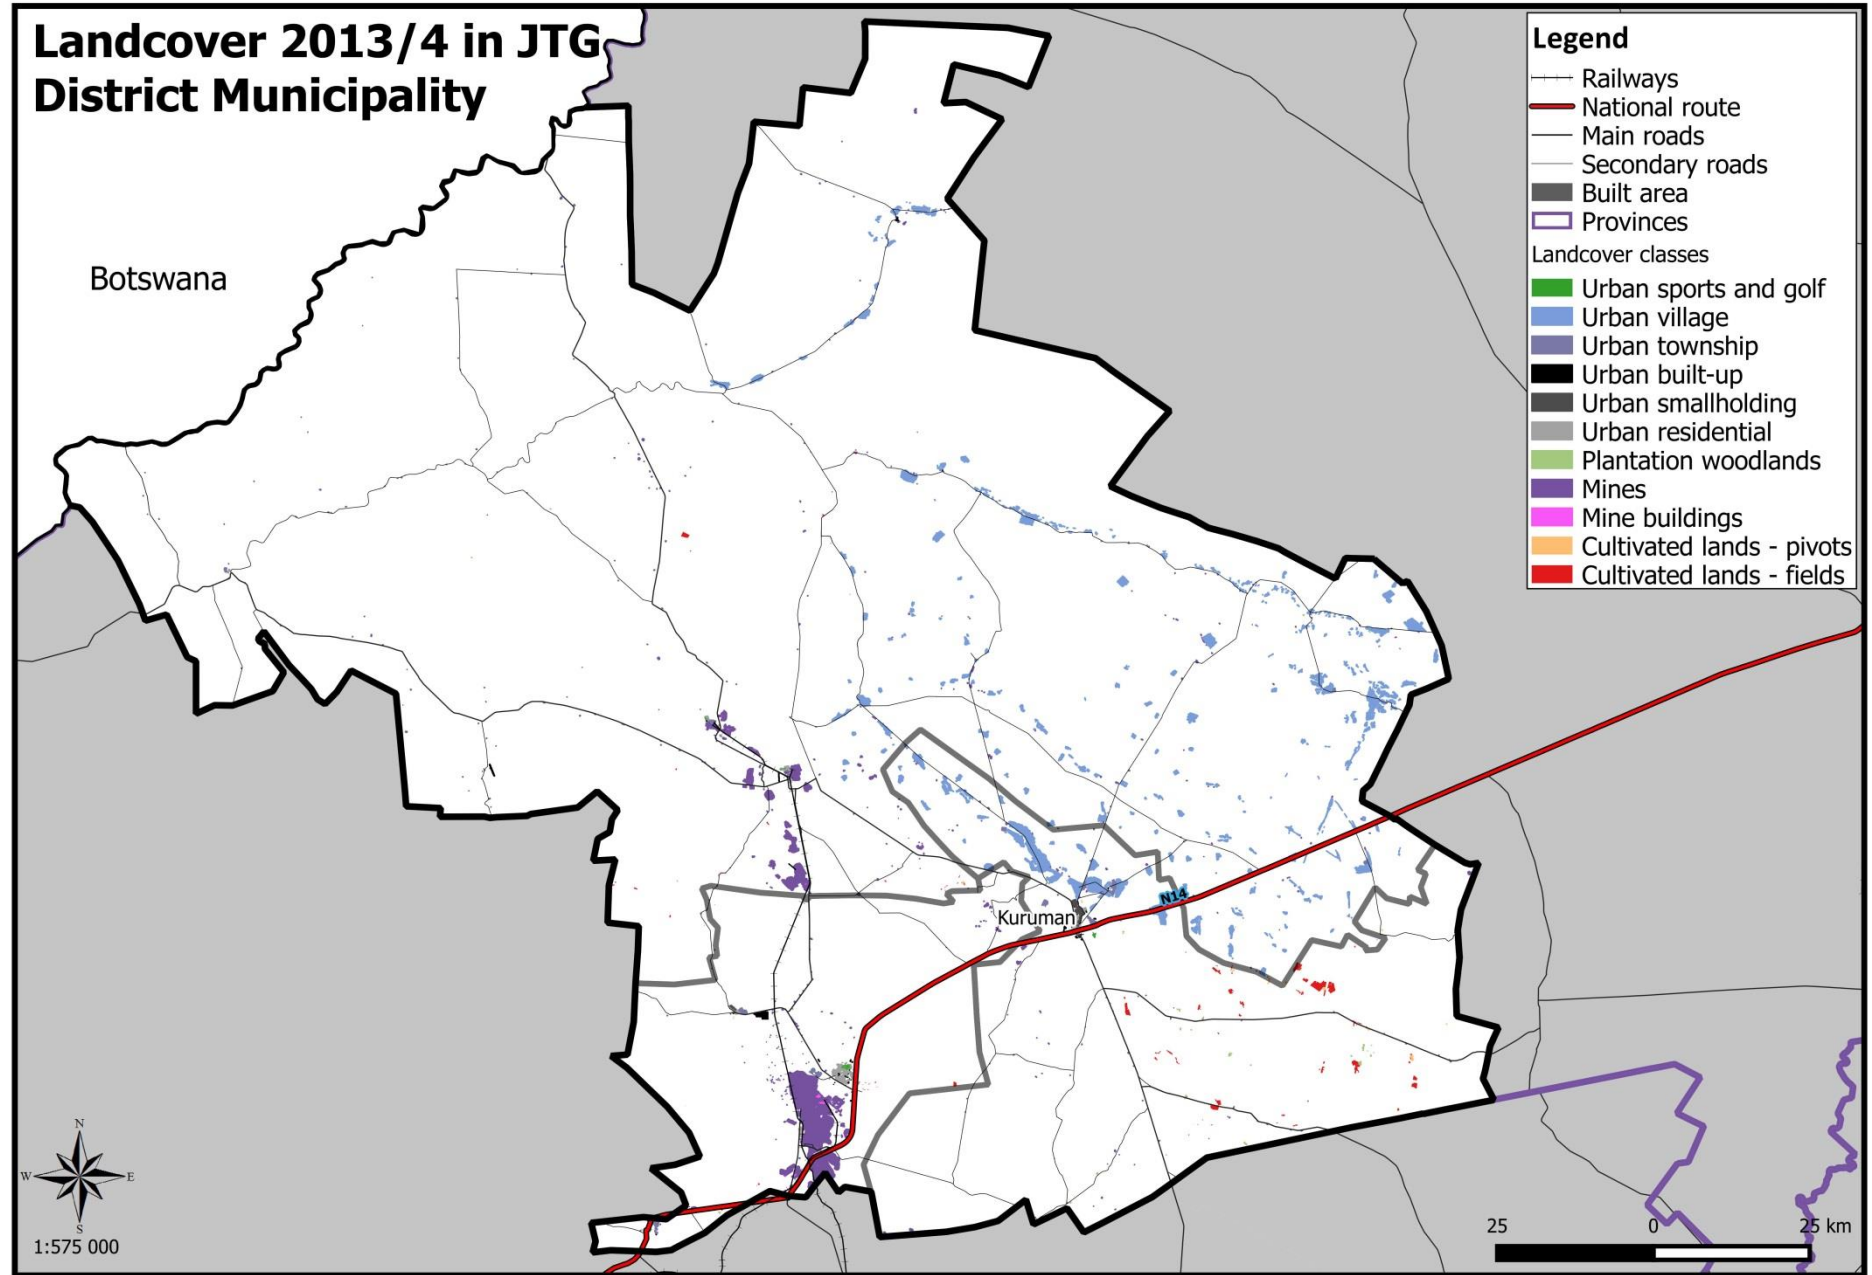 Landcover 2013/4 in JTG
District Municipality
Botswana
Legend
Railways
National route
Main roads
Secondary roads
Built area
Provinces
Landcover classes
Urban sports and golf
Urban village
Urban township
Urban built-up
Urban smallholding
Urban residential
Plantation woodlands
Mines
Mine buildings
Cultivated lands - pivots
Cultivated lands - fields
N14
Kuruman
N
W
E
S
1:575 000
25 0 25 km